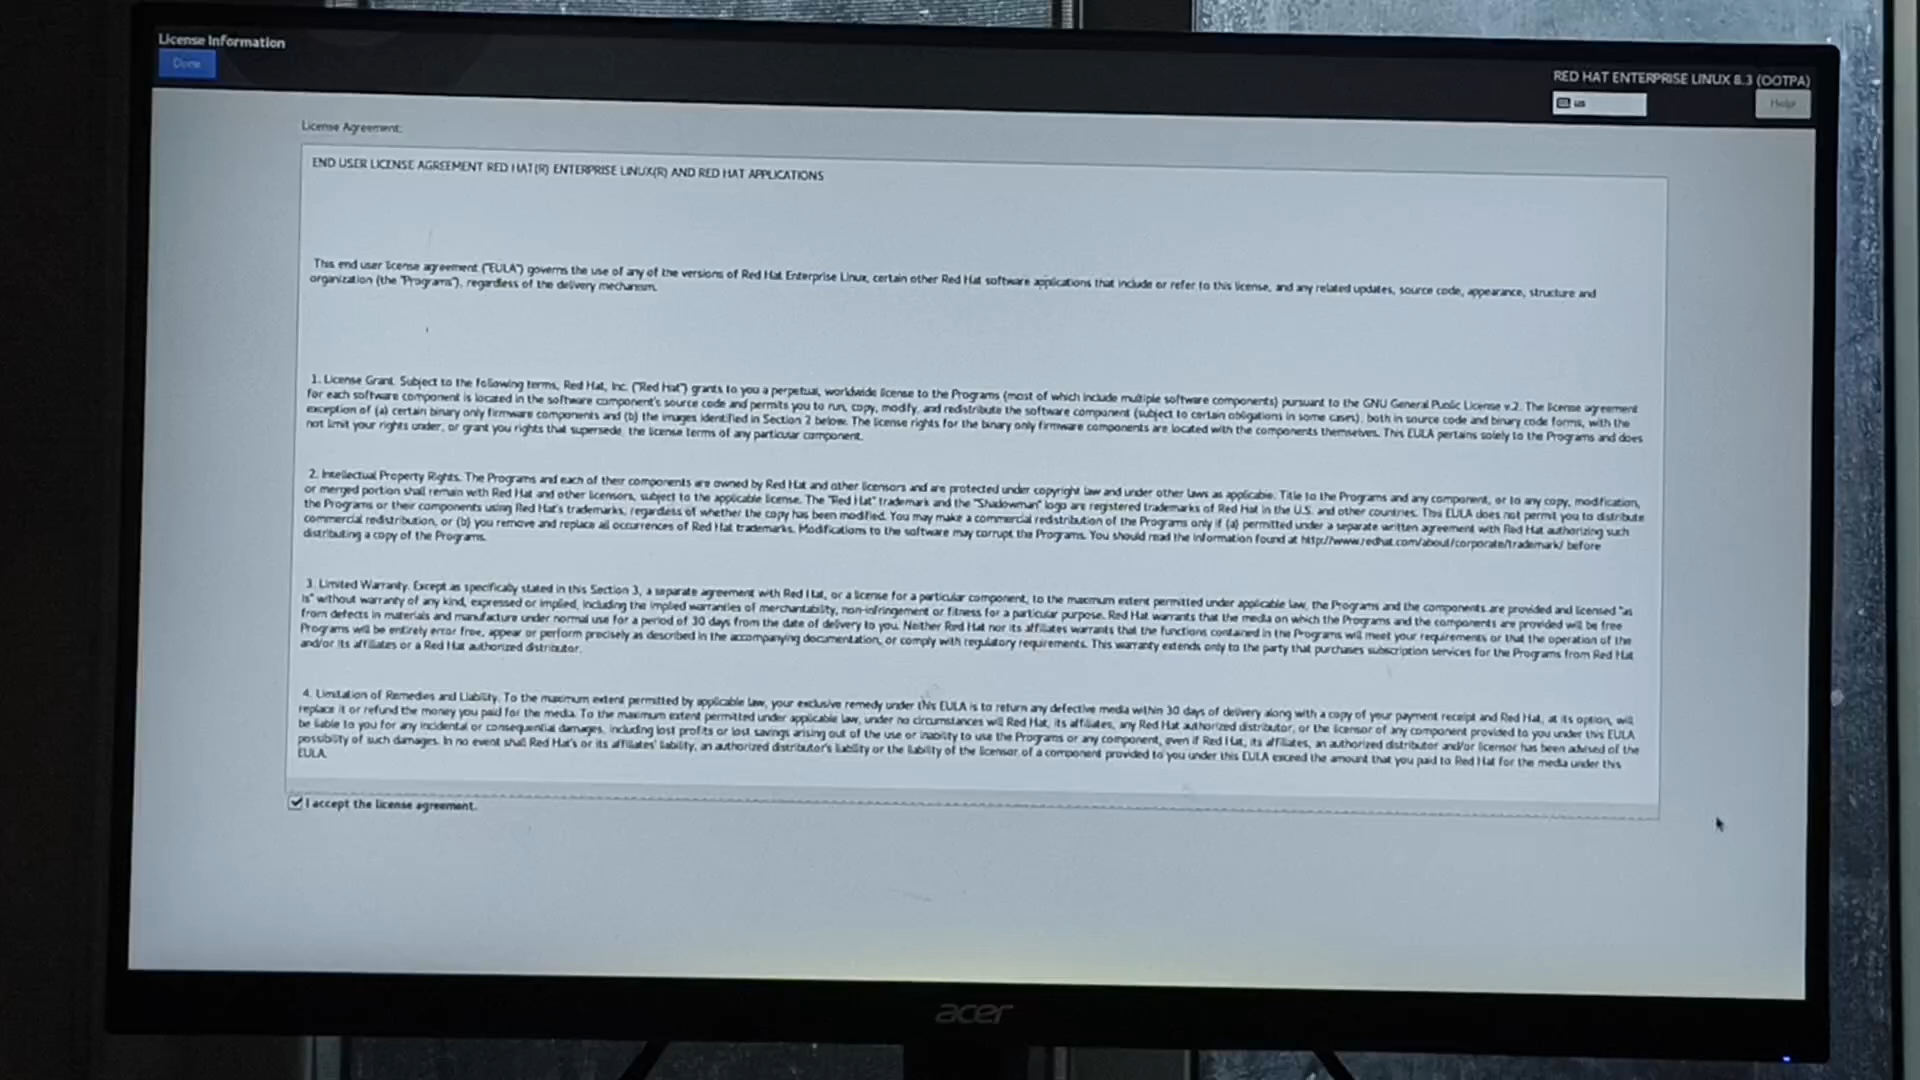 License Information
Done
RED HAT ENTERPRISE LINUX 8.3 (OOTPA)
us
Help!
License Agreement:
END USER LICENSE AGREEMENT RED HAT(R) ENTERPRISE LINUX(R) AND RED HAT APPLICATIONS
This end user license agreement ("EULA") governs the use of any of the versions of Red Hat Enterprise Linux, certain other Red Hat software applications that include or refer to this license, and any related updates, source code, appearance, structure and
organization (the "Programs"), regardless of the delivery mechanism.
1. License Grant. Subject to the following terms, Red Hat, Inc. ("Red Hat") grants to you a perpetual, worldwide license to the Programs (most of which include multiple software components) pursuant to the GNU General Public License v.2. The license agreement
for each software component is located in the software component's source code and permits you to run, copy, modify, and redistribute the software component (subject to certain obligations in some cases), both in source code and binary code forms, with the
exception of (a) certain binary only firmware components and (b) the images identified in Section 2 below. The license rights for the binary only firmware components are located with the components themselves. This EULA pertains solely to the Programs and does
not limit your rights under, or grant you rights that supersede, the license terms of any particular component.
2. Intellectual Property Rights. The Programs and each of their components are owned by Red Hat and other licensors and are protected under copyright law and under other laws as applicable. Title to the Programs and any component, or to any copy, modification,
or merged portion shall remain with Red Hat and other licensors, subject to the applicable license. The "Red Hat" trademark and the "Shadowman" logo are registered trademarks of Red Hat in the U.S. and other countries. This EULA does not permit you to distribute
the Programs or their components using Red Hat's trademarks, regardless of whether the copy has been modified. You may make a commercial redistribution of the Programs only if (a) permitted under a separate written agreement with Red Hat authorizing such
commercial redistribution, or (b) you remove and replace all occurrences of Red Hat trademarks. Modifications to the software may corrupt the Programs. You should read the information found at http://www.redhat.com/about/corporate/trademark/ before
distributing a copy of the Programs.
3. Limited Warranty. Except as specifically stated in this Section 3, a separate agreement with Red Hat, or a license for a particular component, to the maximum extent permitted under applicable law, the Programs and the components are provided and licensed "as
is" without warranty of any kind, expressed or implied, including the implied warranties of merchantability, non-infringement or fitness for a particular purpose. Red Hat warrants that the media on which the Programs and the components are provided will be free
from defects in materials and manufacture under normal use for a period of 30 days from the date of delivery to you. Neither Red Hat nor its affiliates warrants that the functions contained in the Programs will meet your requirements or that the operation of the
Programs will be entirely error free, appear or perform precisely as described in the accompanying documentation, or comply with regulatory requirements. This warranty extends only to the party that purchases subscription services for the Programs from Red Hat
and/or its affiliates or a Red Hat authorized distributor.
4. Limitation of Remedies and Liability. To the maximum extent permitted by applicable law, your exclusive remedy under this EULA is to return any defective media within 30 days of delivery along with a copy of your payment receipt and Red Hat, at its option, will
replace it or refund the money you paid for the media. To the maximum extent permitted under applicable law, under no circumstances will Red Hat, its affiliates, any Red Hat authorized distributor, or the licensor of any component provided to you under this EULA
be liable to you for any incidental or consequential damages, including lost profits or lost savings arising out of the use or inability to use the Programs or any component, even if Red Hat, its affiliates, an authorized distributor and/or licensor has been advised of the
possibility of such damages. In no event shall Red Hat's or its affiliates' liability, an authorized distributor's liability or the liability of the licensor of a component provided to you under this EULA exceed the amount that you paid to Red Hat for the media under this
EULA.
I accept the license agreement.
acer